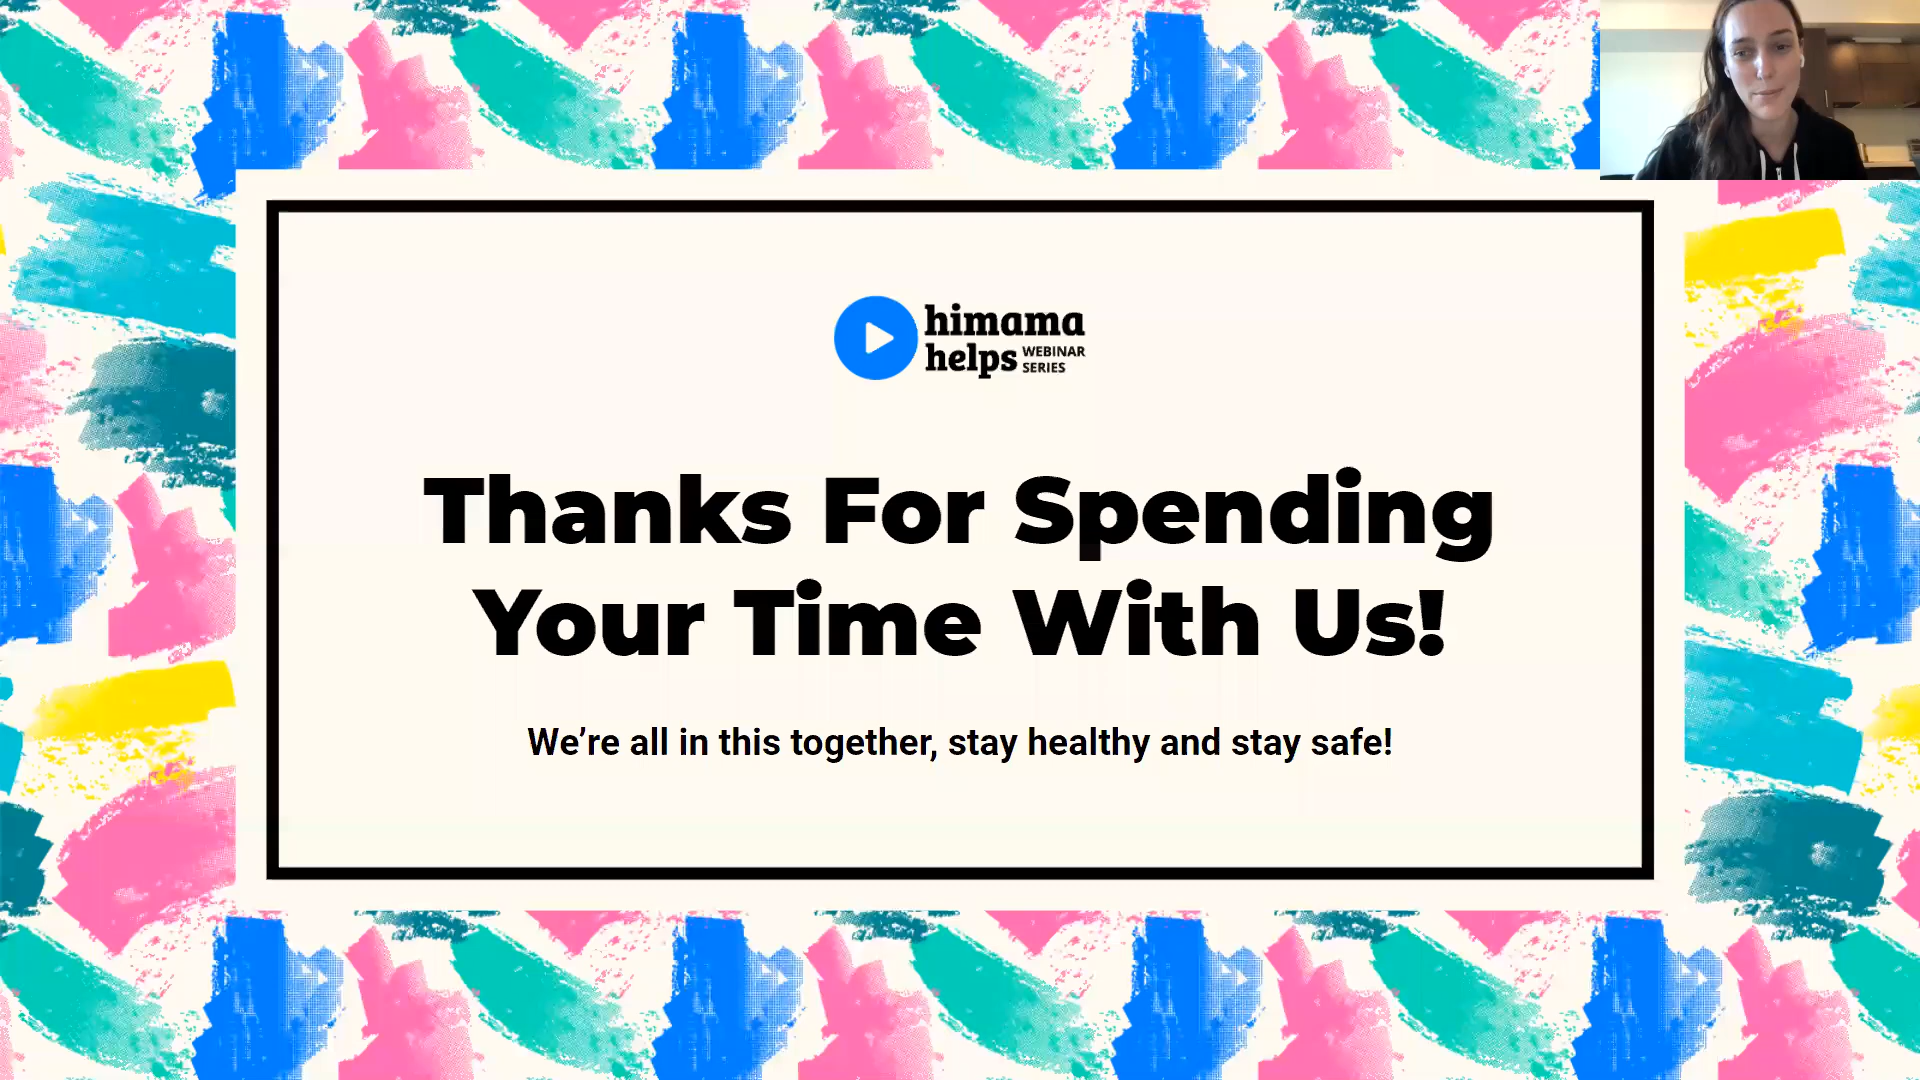 himama
helps WEBINAR
SERIES
Thanks For Spending
Your Time With Us!
We’re all in this together, stay healthy and stay safe!